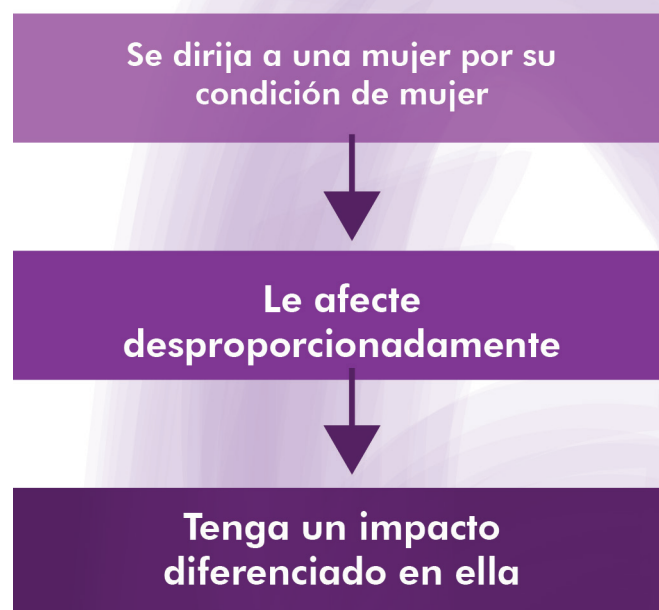 Se dirija a una mujer por su
condición de mujer
Le afecte
desproporcionadamente
Tenga un impacto
diferenciado en ella